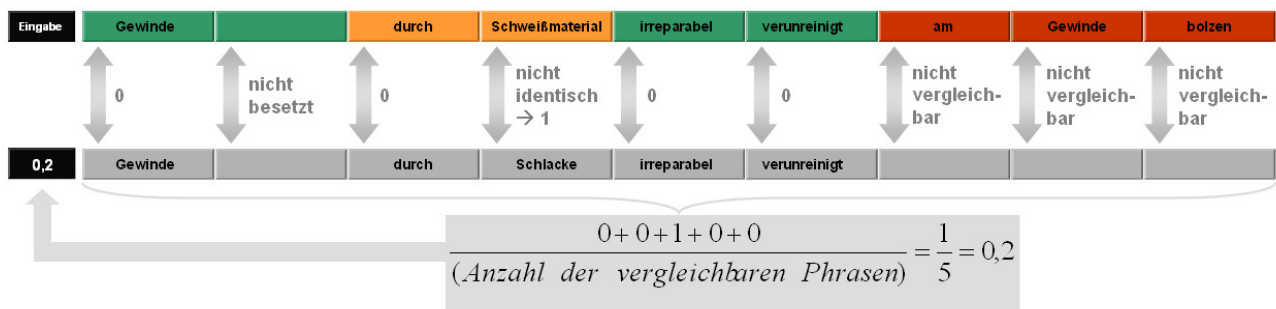 Eingabe Gewinde durch Schweißmaterial irreparabel verunreinigt am Gewinde bolzen
0 nicht besetzt 0 nicht identisch → 1 0 0 nicht vergleich-bar nicht vergleich-bar nicht vergleich-bar
0,2 Gewinde durch Schlacke irreparabel verunreinigt
0+0+1+0+0
(Anzahl der vergleichbaren Phrasen) = 1/5 = 0,2